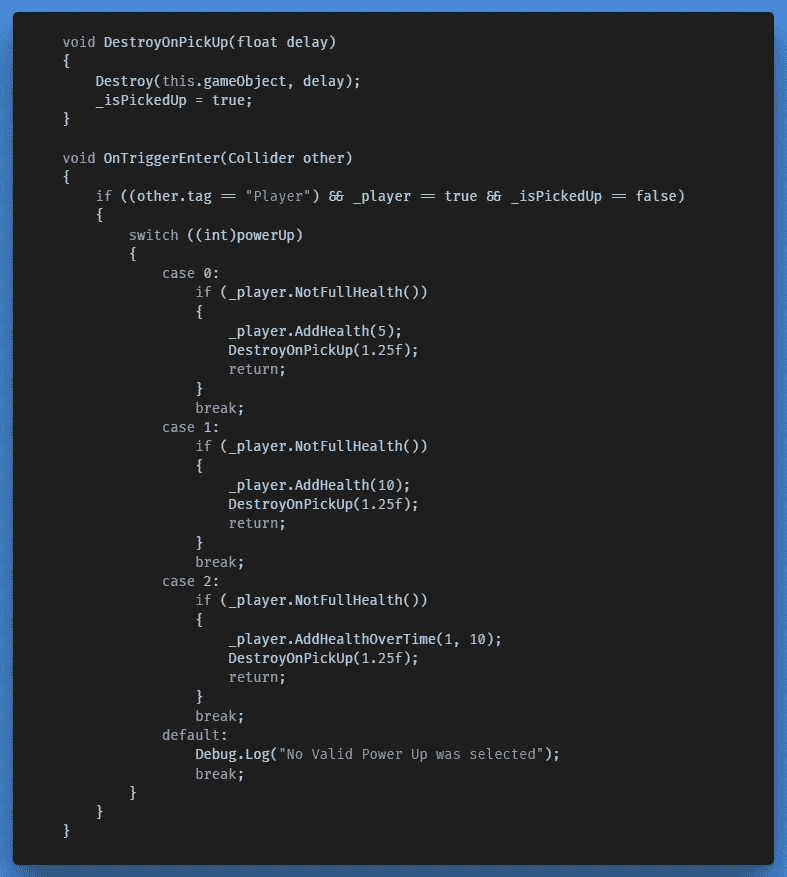 void DestroyOnPickUp(float delay)
{
    Destroy(this.gameObject, delay);
    _isPickedUp = true;
}

void OnTriggerEnter(Collider other)
{
    if ((other.tag == "Player") && _player == true && _isPickedUp == false)
    {
        switch ((int)powerUp)
        {
            case 0:
                if (_player.NotFullHealth())
                {
                    _player.AddHealth(5);
                    DestroyOnPickUp(1.25f);
                    return;
                }
                break;
            case 1:
                if (_player.NotFullHealth())
                {
                    _player.AddHealth(10);
                    DestroyOnPickUp(1.25f);
                    return;
                }
                break;
            case 2:
                if (_player.NotFullHealth())
                {
                    _player.AddHealthOverTime(1, 10);
                    DestroyOnPickUp(1.25f);
                    return;
                }
                break;
            default:
                Debug.Log("No Valid Power Up was selected");
                break;
        }
    }
}